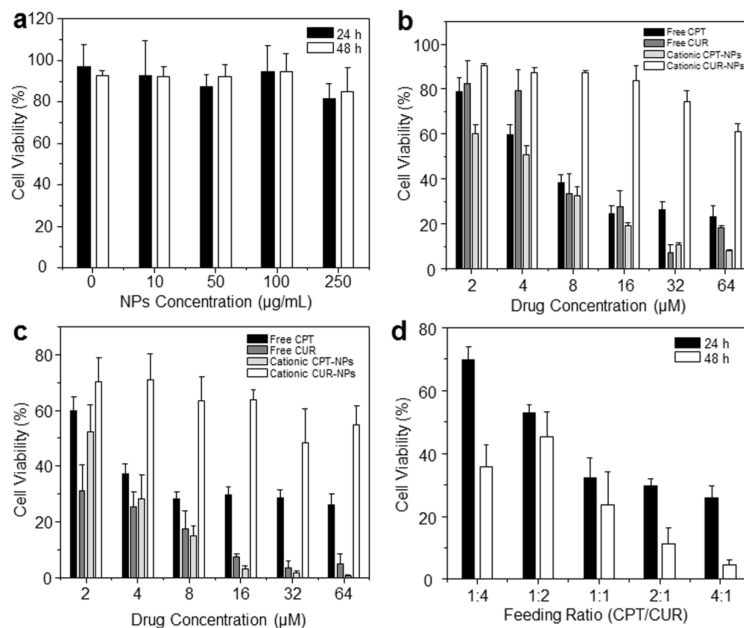 a
24 h
48 h
120
100
80
60
40
20
0
Cell Viability (%)
0 10 50 100 250
NPs Concentration (µg/mL)
b
Free CPT
Free CUR
Cationic CPT-NPs
Cationic CUR-NPs
100
80
60
40
20
0
Cell Viability (%)
2 4 8 16 32 64
Drug Concentration (µM)
c
Free CPT
Free CUR
Cationic CPT-NPs
Cationic CUR-NPs
80
60
40
20
0
Cell Viability (%)
2 4 8 16 32 64
Drug Concentration (µM)
d
24 h
48 h
80
60
40
20
0
Cell Viability (%)
1:4 1:2 1:1 2:1 4:1
Feeding Ratio (CPT/CUR)